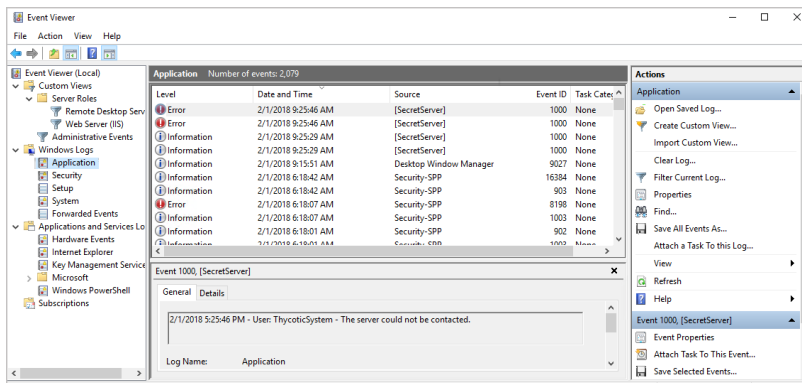 Event Viewer
File Action View Help
Event Viewer (Local)
Custom Views
Server Roles
Remote Desktop Serv
Web Server (IIS)
Administrative Events
Windows Logs
Application
Security
Setup
System
Forwarded Events
Applications and Services Lo
Hardware Events
Internet Explorer
Key Management Service
Microsoft
Windows PowerShell
Subscriptions
Application Number of events: 2,079
Level Date and Time Source Event ID Task Categ
Error 2/1/2018 9:25:46 AM [SecretServer] 1000 None
Error 2/1/2018 9:25:46 AM [SecretServer] 1000 None
Information 2/1/2018 9:25:29 AM [SecretServer] 1000 None
Information 2/1/2018 9:25:29 AM [SecretServer] 1000 None
Information 2/1/2018 9:15:51 AM Desktop Window Manager 9027 None
Information 2/1/2018 6:18:42 AM Security-SPP 16384 None
Information 2/1/2018 6:18:42 AM Security-SPP 903 None
Error 2/1/2018 6:18:07 AM Security-SPP 8198 None
Information 2/1/2018 6:18:07 AM Security-SPP 1003 None
Information 2/1/2018 6:18:01 AM Security-SPP 902 None
Information 2/1/2018 6:18:01 AM Security-SPP 1003 None
Event 1000, [SecretServer]
General Details
2/1/2018 5:25:46 PM - User: ThycoticSystem - The server could not be contacted.
Log Name: Application
Actions
Application
Open Saved Log...
Create Custom View...
Import Custom View...
Clear Log...
Filter Current Log...
Properties
Find...
Save All Events As...
Attach a Task To this Log...
View
Refresh
Help
Event 1000, [SecretServer]
Event Properties
Attach Task To This Event...
Save Selected Events...